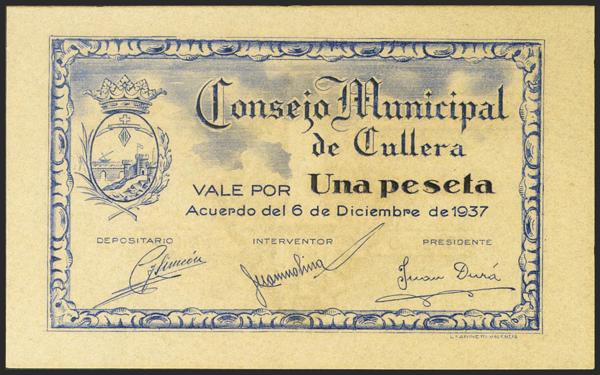 Consejo Municipal
de Cullera
VALE POR Una peseta
Acuerdo del 6 de Diciembre de 1937
DEPOSITARIO INTERVENTOR PRESIDENTE
Juan Durá
VALENCIA